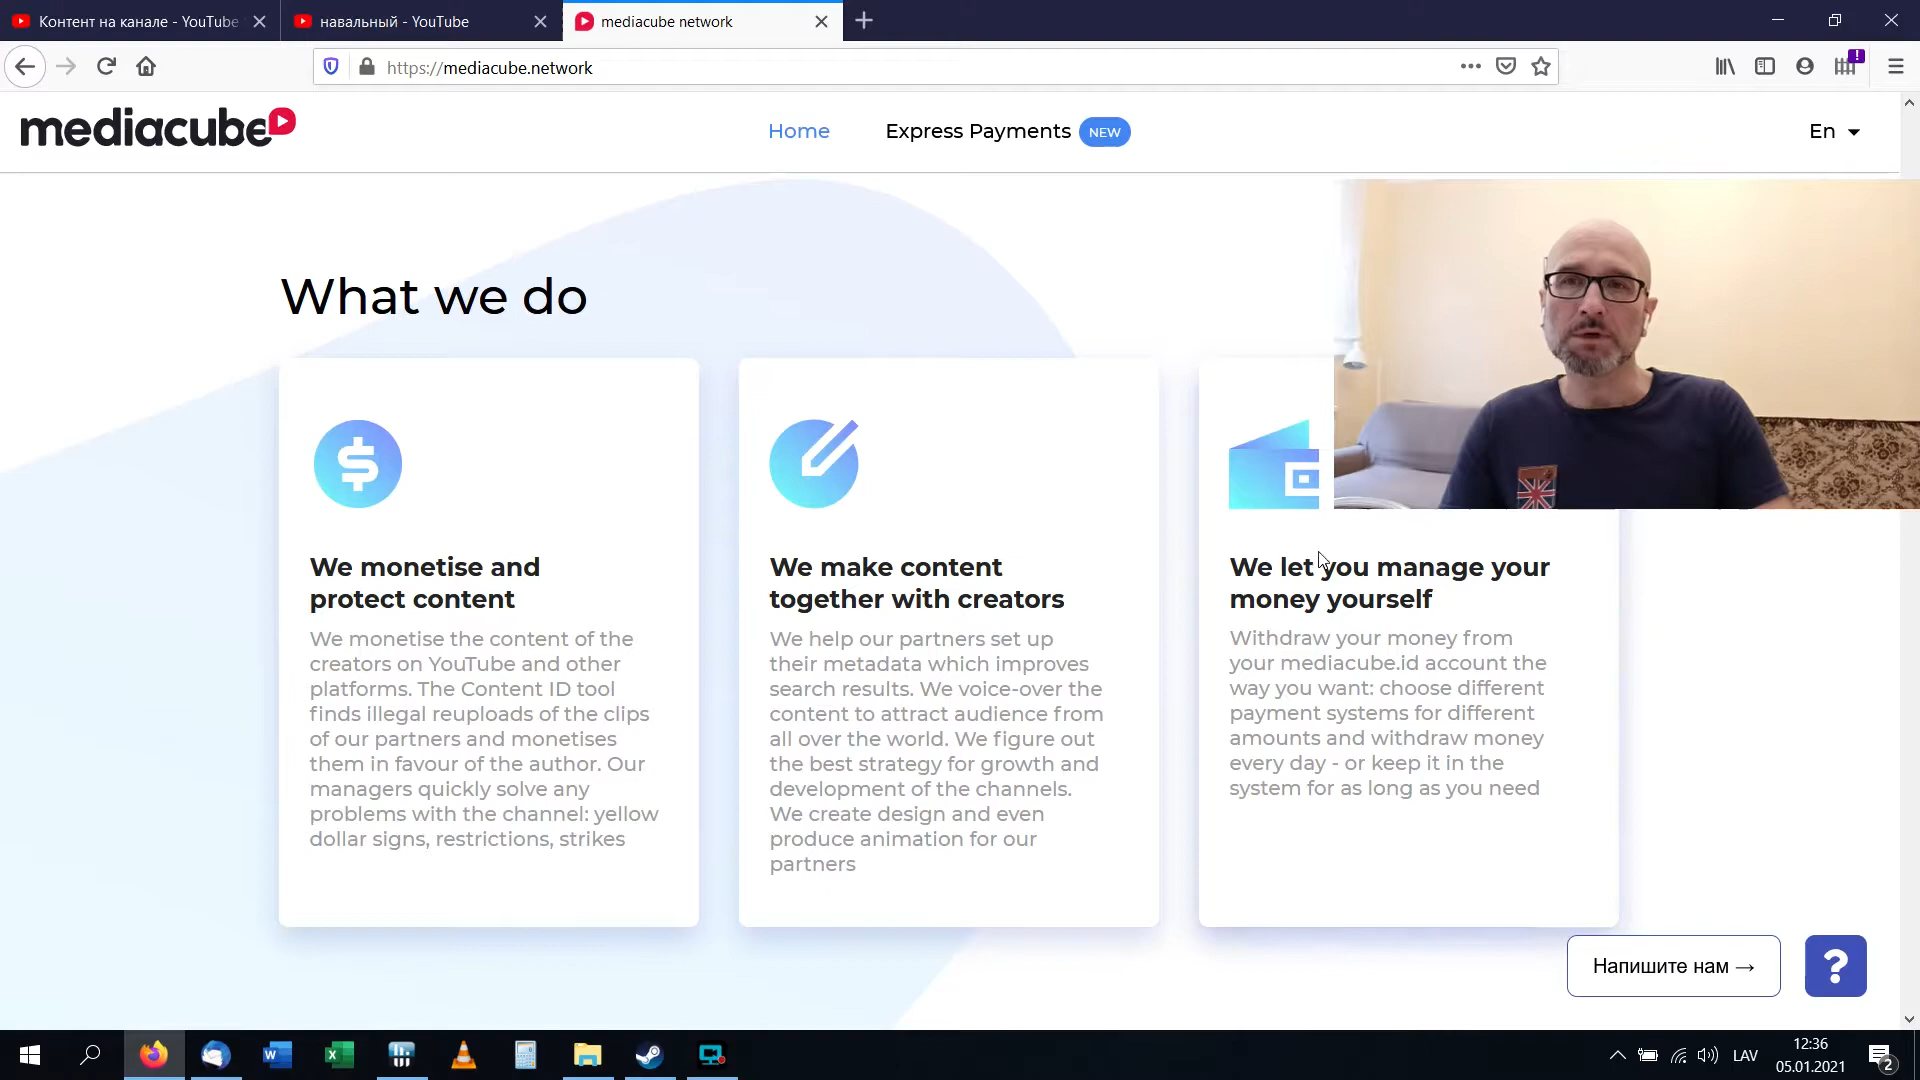 Контент на канале - YouTube
навальный - YouTube
mediacube network
https://mediacube.network
mediacube
Home
Express Payments NEW
En
What we do
We monetise and
protect content
We monetise the content of the
creators on YouTube and other
platforms. The Content ID tool
finds illegal reuploads of the clips
of our partners and monetises
them in favour of the author. Our
managers quickly solve any
problems with the channel: yellow
dollar signs, restrictions, strikes
We make content
together with creators
We help our partners set up
their metadata which improves
search results. We voice-over the
content to attract audience from
all over the world. We figure out
the best strategy for growth and
development of the channels.
We create design and even
produce animation for our
partners
We let you manage your
money yourself
Withdraw your money from
your mediacube.id account the
way you want: choose different
payment systems for different
amounts and withdraw money
every day - or keep it in the
system for as long as you need
Напишите нам →
?
LAV
12:36
05.01.2021
2